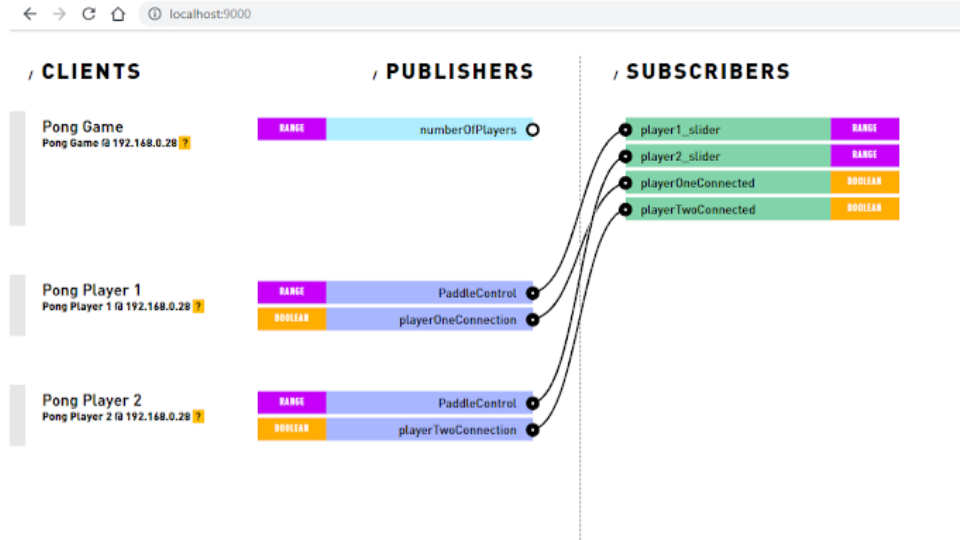 localhost:9000
/ CLIENTS
/ PUBLISHERS
/ SUBSCRIBERS
Pong Game
Pong Game @ 192.168.0.28 ?
RANGE numberOfPlayers
player1_slider RANGE
player2_slider RANGE
playerOneConnected BOOLEAN
playerTwoConnected BOOLEAN
Pong Player 1
Pong Player 1 @ 192.168.0.28 ?
RANGE PaddleControl
BOOLEAN playerOneConnection
Pong Player 2
Pong Player 2 @ 192.168.0.28 ?
RANGE PaddleControl
BOOLEAN playerTwoConnection